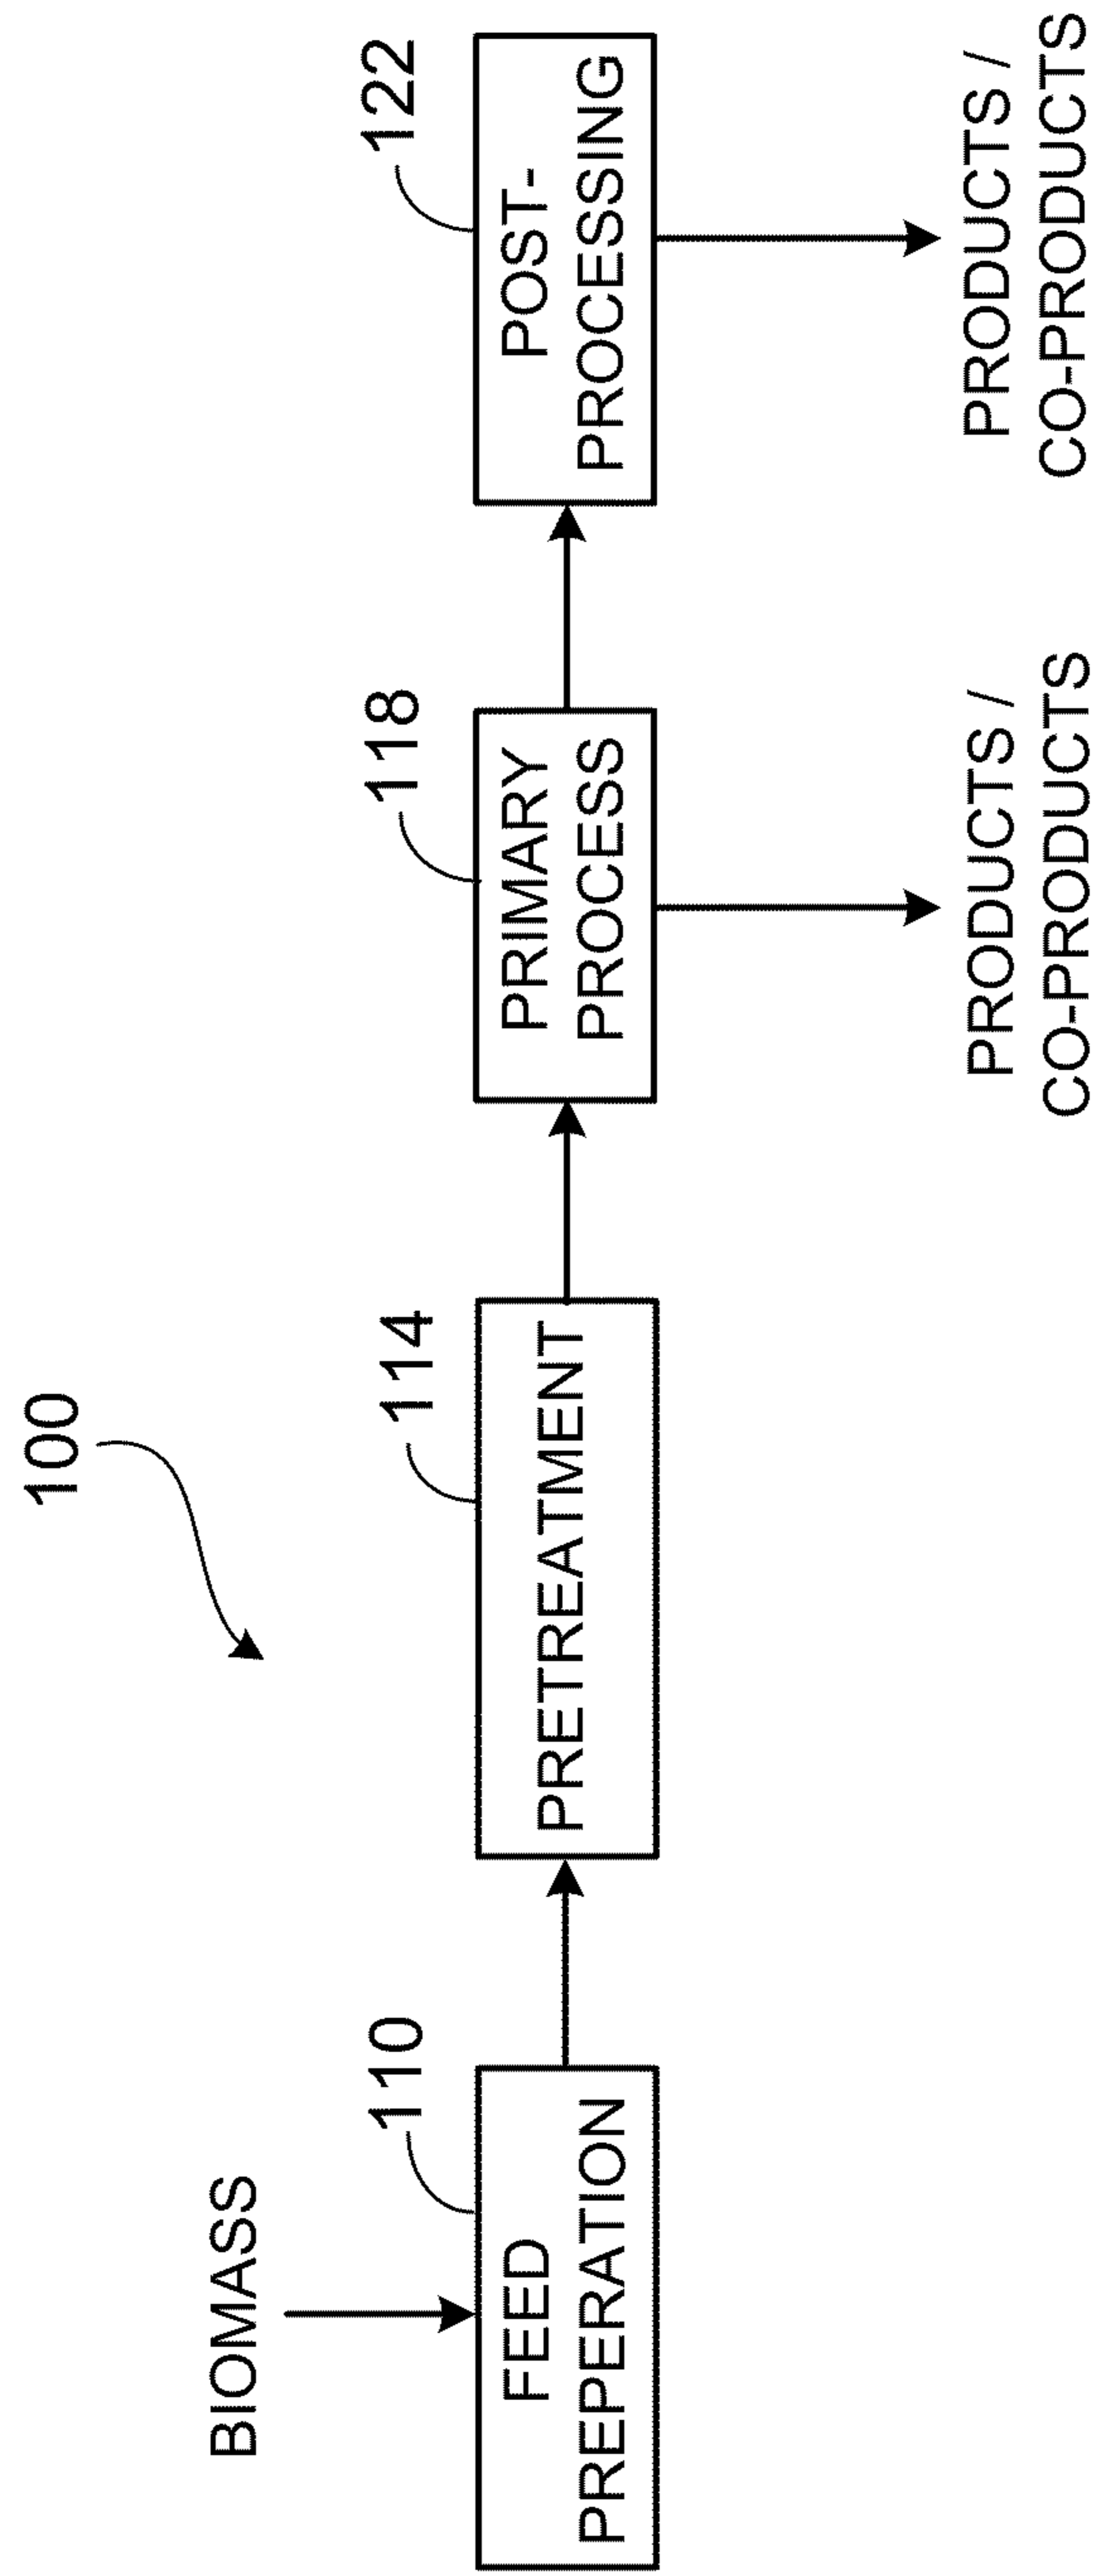 100
BIOMASS
110
FEED
PREPERATION
114
PRETREATMENT
118
PRIMARY
PROCESS
122
POST-
PROCESSING
PRODUCTS /
CO-PRODUCTS
PRODUCTS /
CO-PRODUCTS